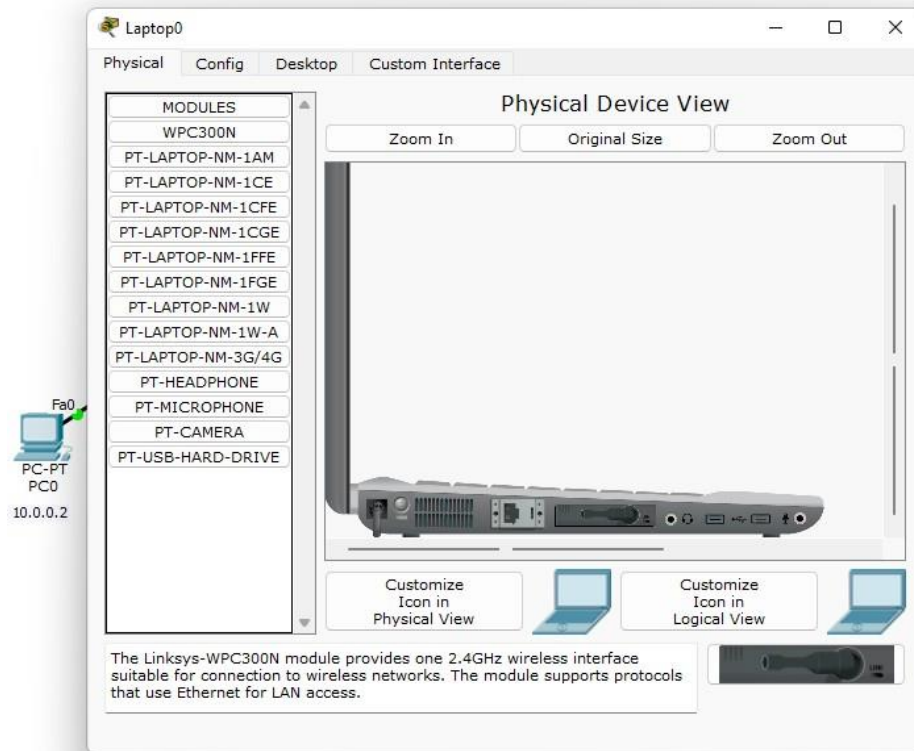 Laptop0
Physical Config Desktop Custom Interface
MODULES
WPC300N
PT-LAPTOP-NM-1AM
PT-LAPTOP-NM-1CE
PT-LAPTOP-NM-1CFE
PT-LAPTOP-NM-1CGE
PT-LAPTOP-NM-1FFE
PT-LAPTOP-NM-1FGE
PT-LAPTOP-NM-1W
PT-LAPTOP-NM-1W-A
PT-LAPTOP-NM-3G/4G
PT-HEADPHONE
PT-MICROPHONE
PT-CAMERA
PT-USB-HARD-DRIVE
Physical Device View
Zoom In Original Size Zoom Out
Customize
Icon in
Physical View
Customize
Icon in
Logical View
The Linksys-WPC300N module provides one 2.4GHz wireless interface
suitable for connection to wireless networks. The module supports protocols
that use Ethernet for LAN access.
Fa0
PC-PT
PC0
10.0.0.2